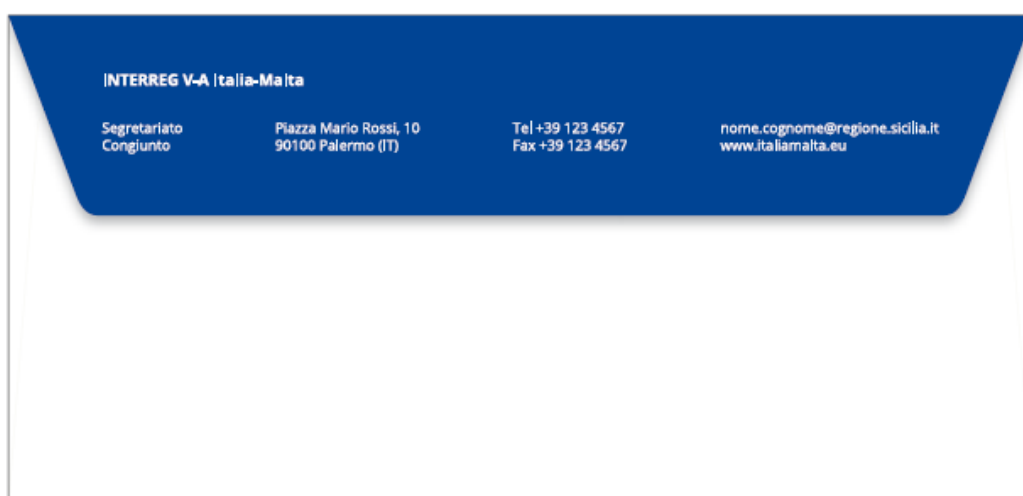 INTERREG V-A Italia-Malta
Segretariato
Congiunto
Piazza Mario Rossi, 10
90100 Palermo (IT)
Tel +39 123 4567
Fax +39 123 4567
nome.cognome@regione.sicilia.it
www.italiamalta.eu